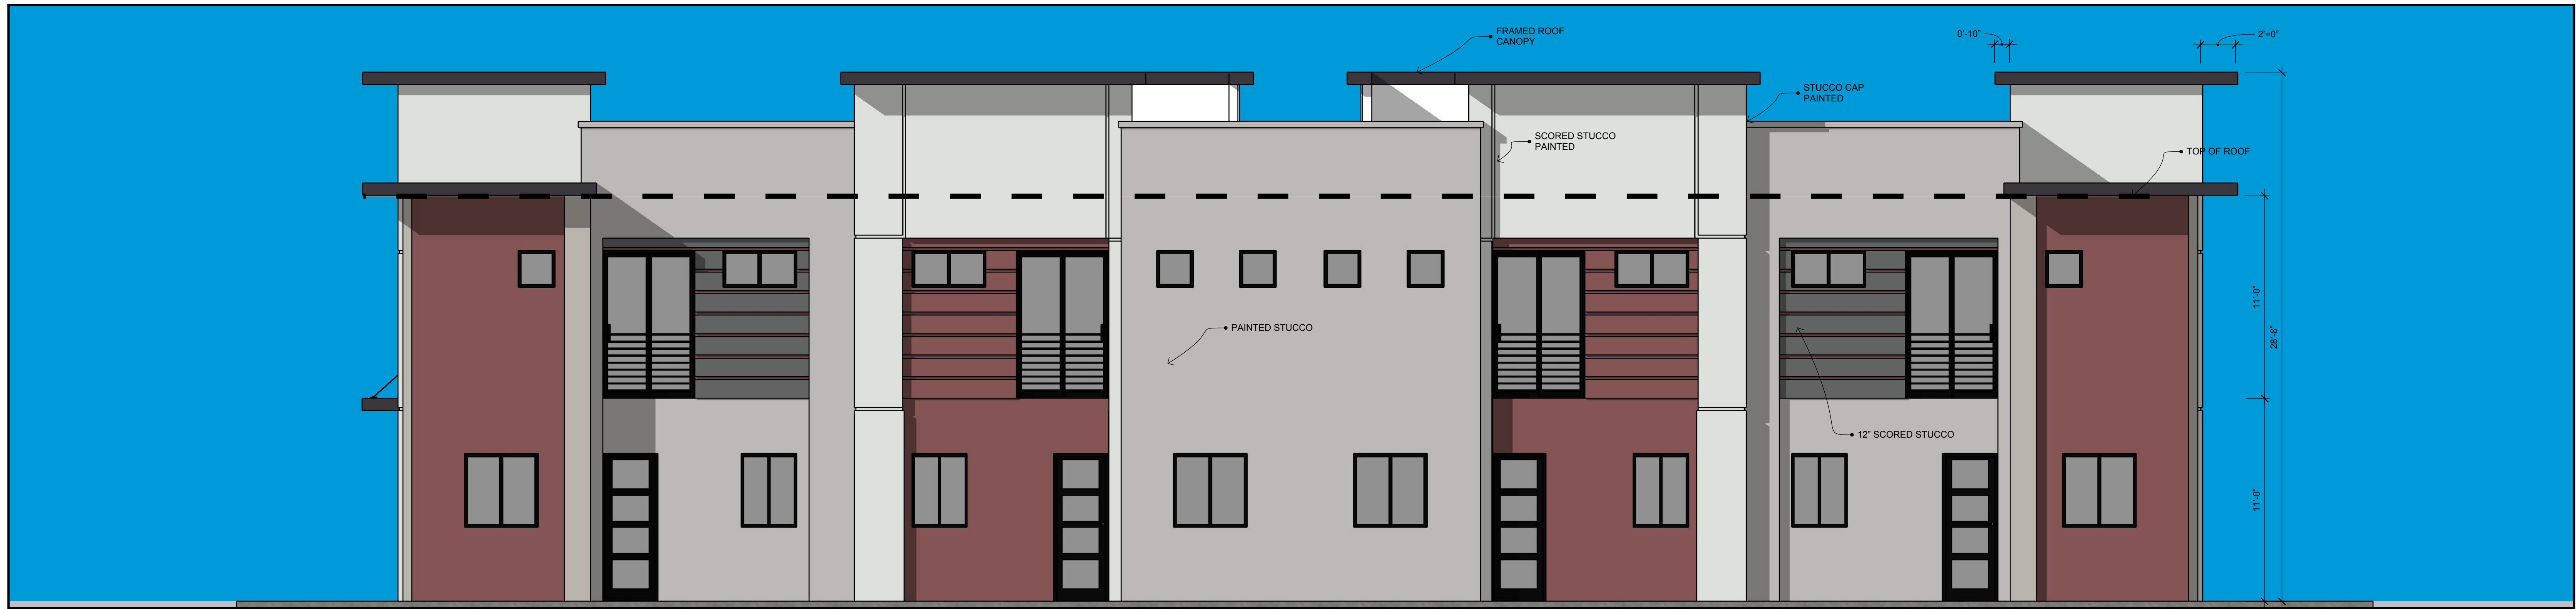 FRAMED ROOF
CANOPY
0'-10"
2'=0"
STUCCO CAP
PAINTED
SCORED STUCCO
PAINTED
TOP OF ROOF
11'-0"
28'-8"
PAINTED STUCCO
12" SCORED STUCCO
11'-0"